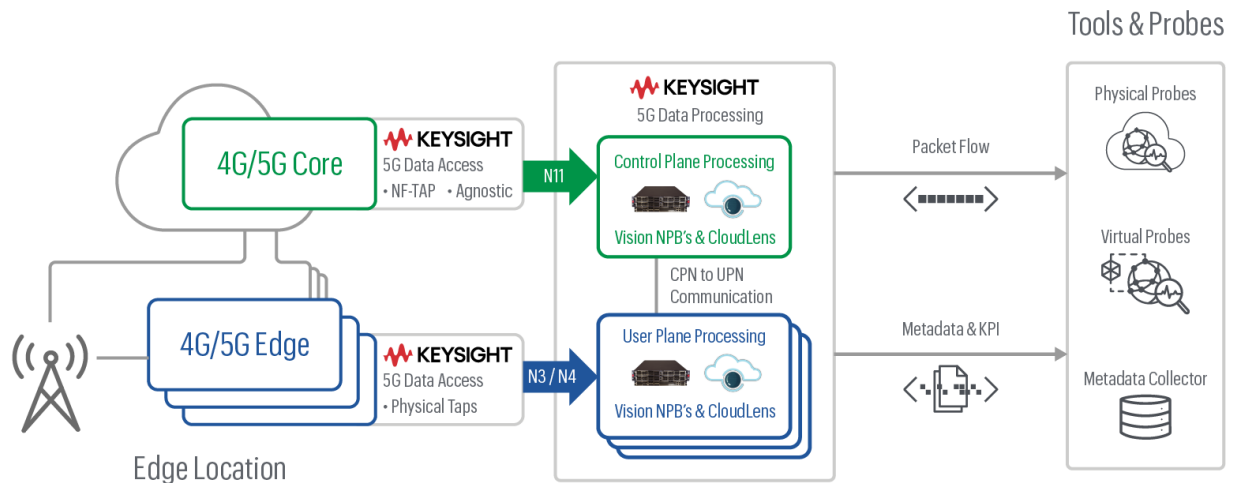 Tools & Probes
KEYSIGHT
5G Data Processing
Physical Probes
4G/5G Core
KEYSIGHT
5G Data Access
• NF-TAP • Agnostic
N11
Control Plane Processing
Vision NPB's & CloudLens
Packet Flow
Virtual Probes
CPN to UPN
Communication
4G/5G Edge
KEYSIGHT
5G Data Access
• Physical Taps
N3 / N4
User Plane Processing
Vision NPB's & CloudLens
Metadata & KPI
Metadata Collector
Edge Location